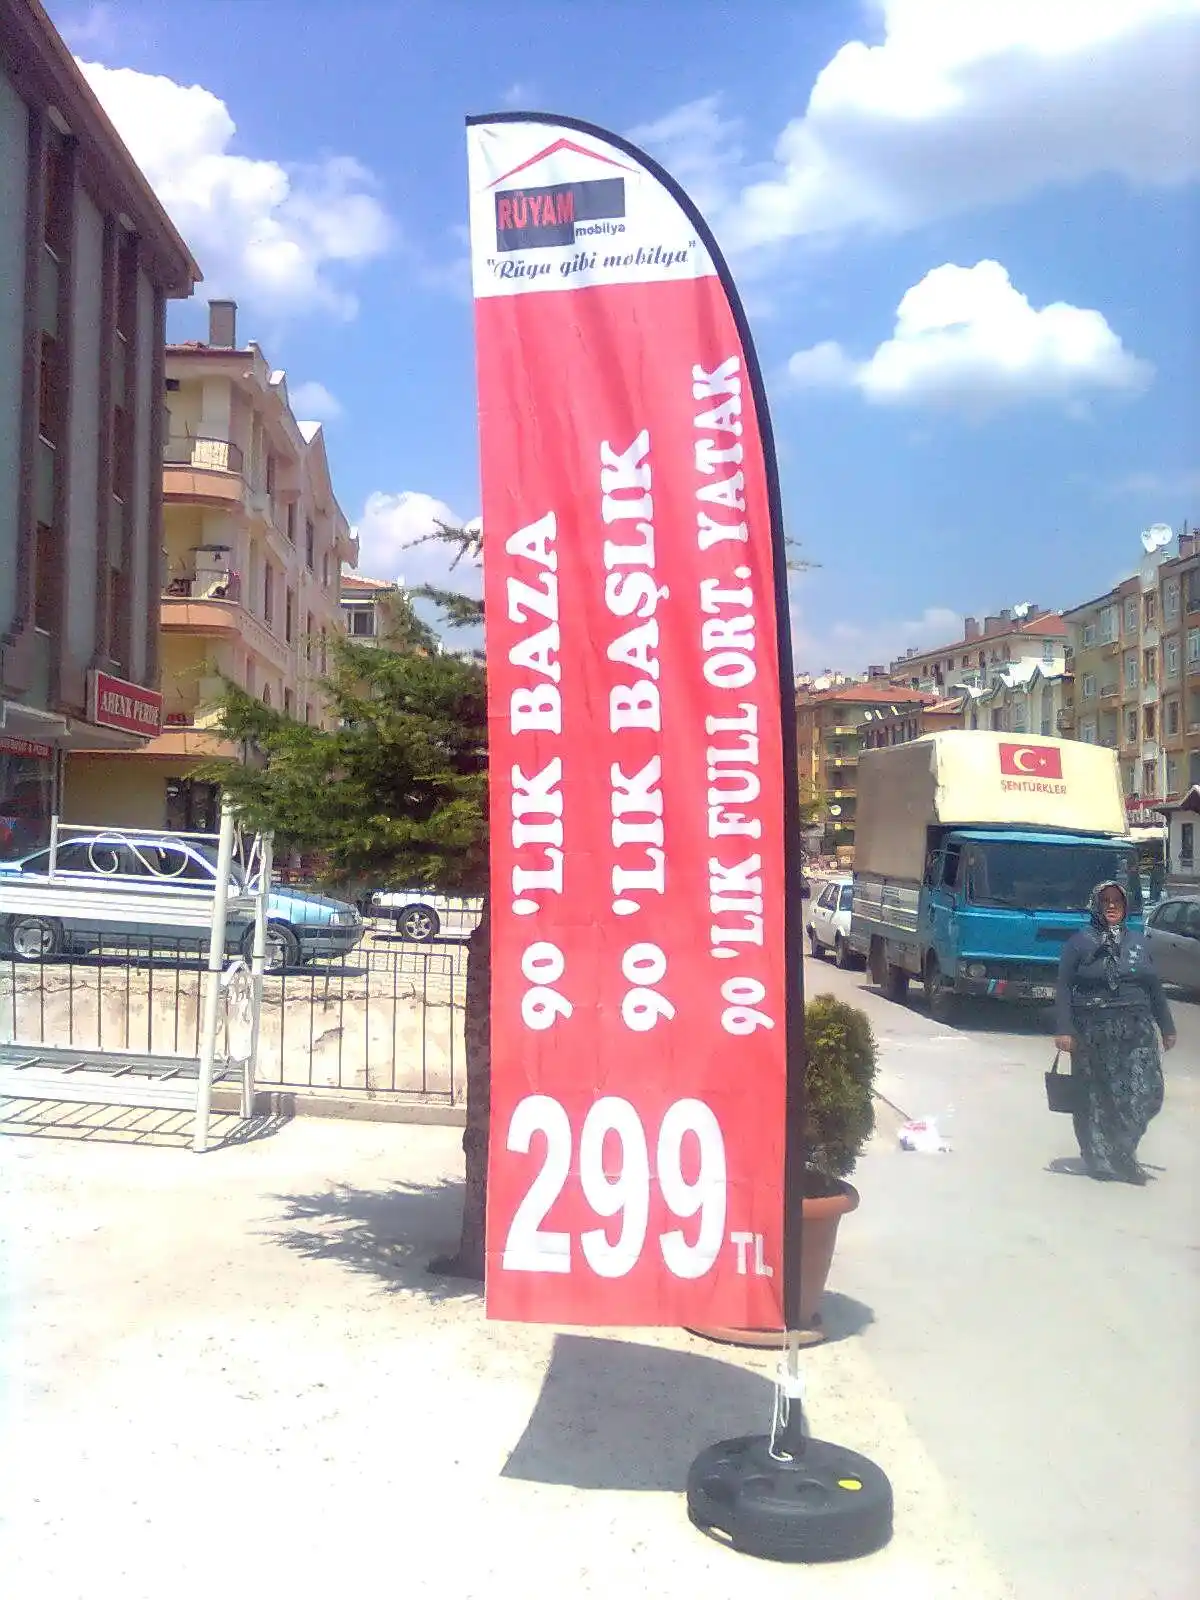 RÜYAM
mobilya
"Rüya gibi mobilya"
90 'LIK BAZA
90 'LIK BAŞLIK
90 'LIK FULL ORT. YATAK
299 TL
AHENK PERDE
ŞENTÜRKLER